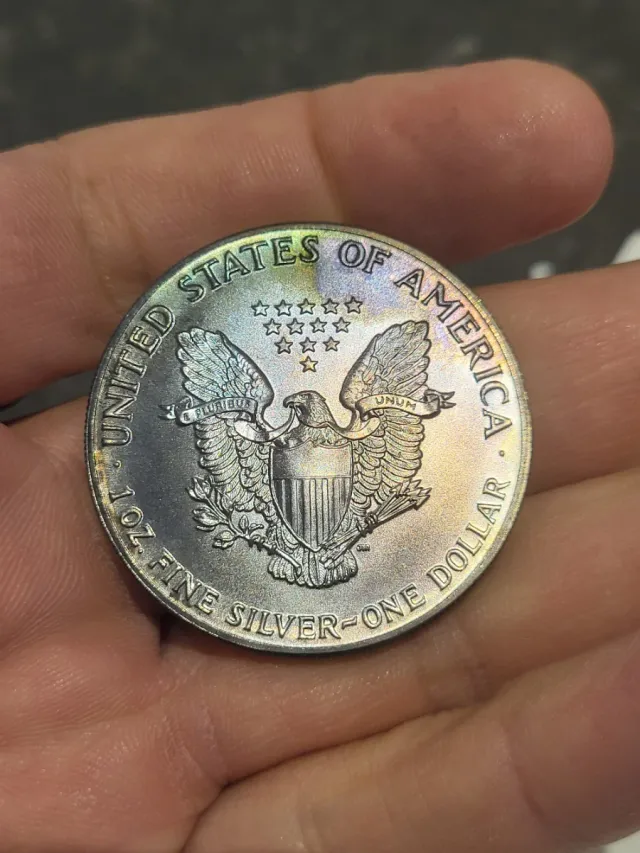 UNITED STATES OF AMERICA
E PLURIBUS UNUM
· 1 OZ. FINE SILVER~ONE DOLLAR ·